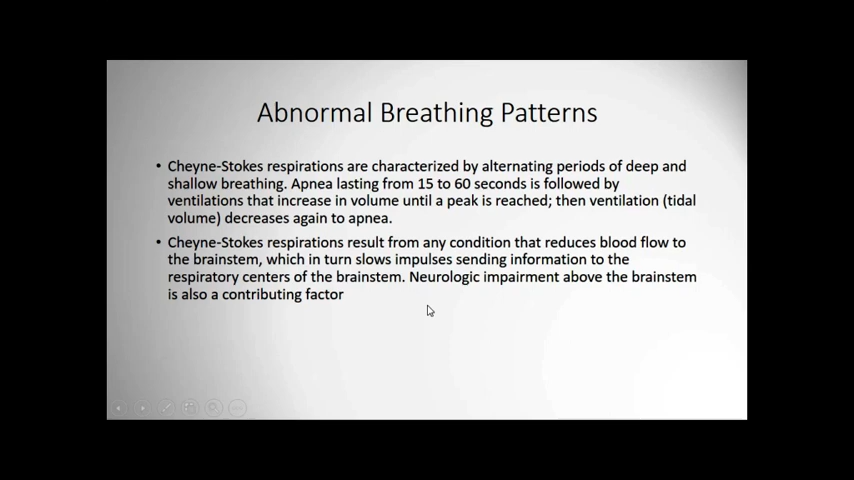 Abnormal Breathing Patterns
• Cheyne-Stokes respirations are characterized by alternating periods of deep and
shallow breathing. Apnea lasting from 15 to 60 seconds is followed by
ventilations that increase in volume until a peak is reached; then ventilation (tidal
volume) decreases again to apnea.
• Cheyne-Stokes respirations result from any condition that reduces blood flow to
the brainstem, which in turn slows impulses sending information to the
respiratory centers of the brainstem. Neurologic impairment above the brainstem
is also a contributing factor